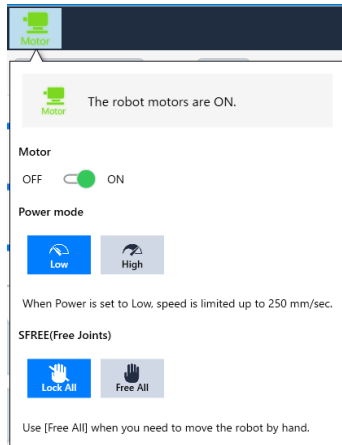 Motor
The robot motors are ON.
Motor
Motor
OFF ON
Power mode
Low High
When Power is set to Low, speed is limited up to 250 mm/sec.
SFREE(Free Joints)
Lock All Free All
Use [Free All] when you need to move the robot by hand.